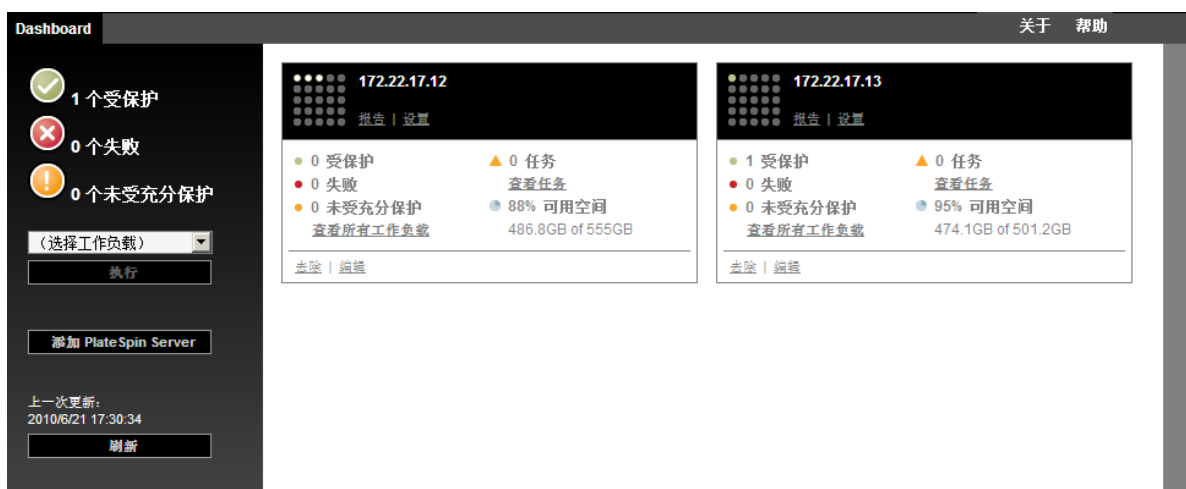 Dashboard
关于 帮助
1 个受保护
0 个失败
0 个未受充分保护
（选择工作负载）
执行
添加 PlateSpin Server
上一次更新：
2010/6/21 17:30:34
刷新
172.22.17.12
报告 | 设置
0 受保护
0 失败
0 未受充分保护
查看所有工作负载
0 任务
查看任务
88% 可用空间
486.8GB of 555GB
去除 | 编辑
172.22.17.13
报告 | 设置
1 受保护
0 失败
0 未受充分保护
查看所有工作负载
0 任务
查看任务
95% 可用空间
474.1GB of 501.2GB
去除 | 编辑